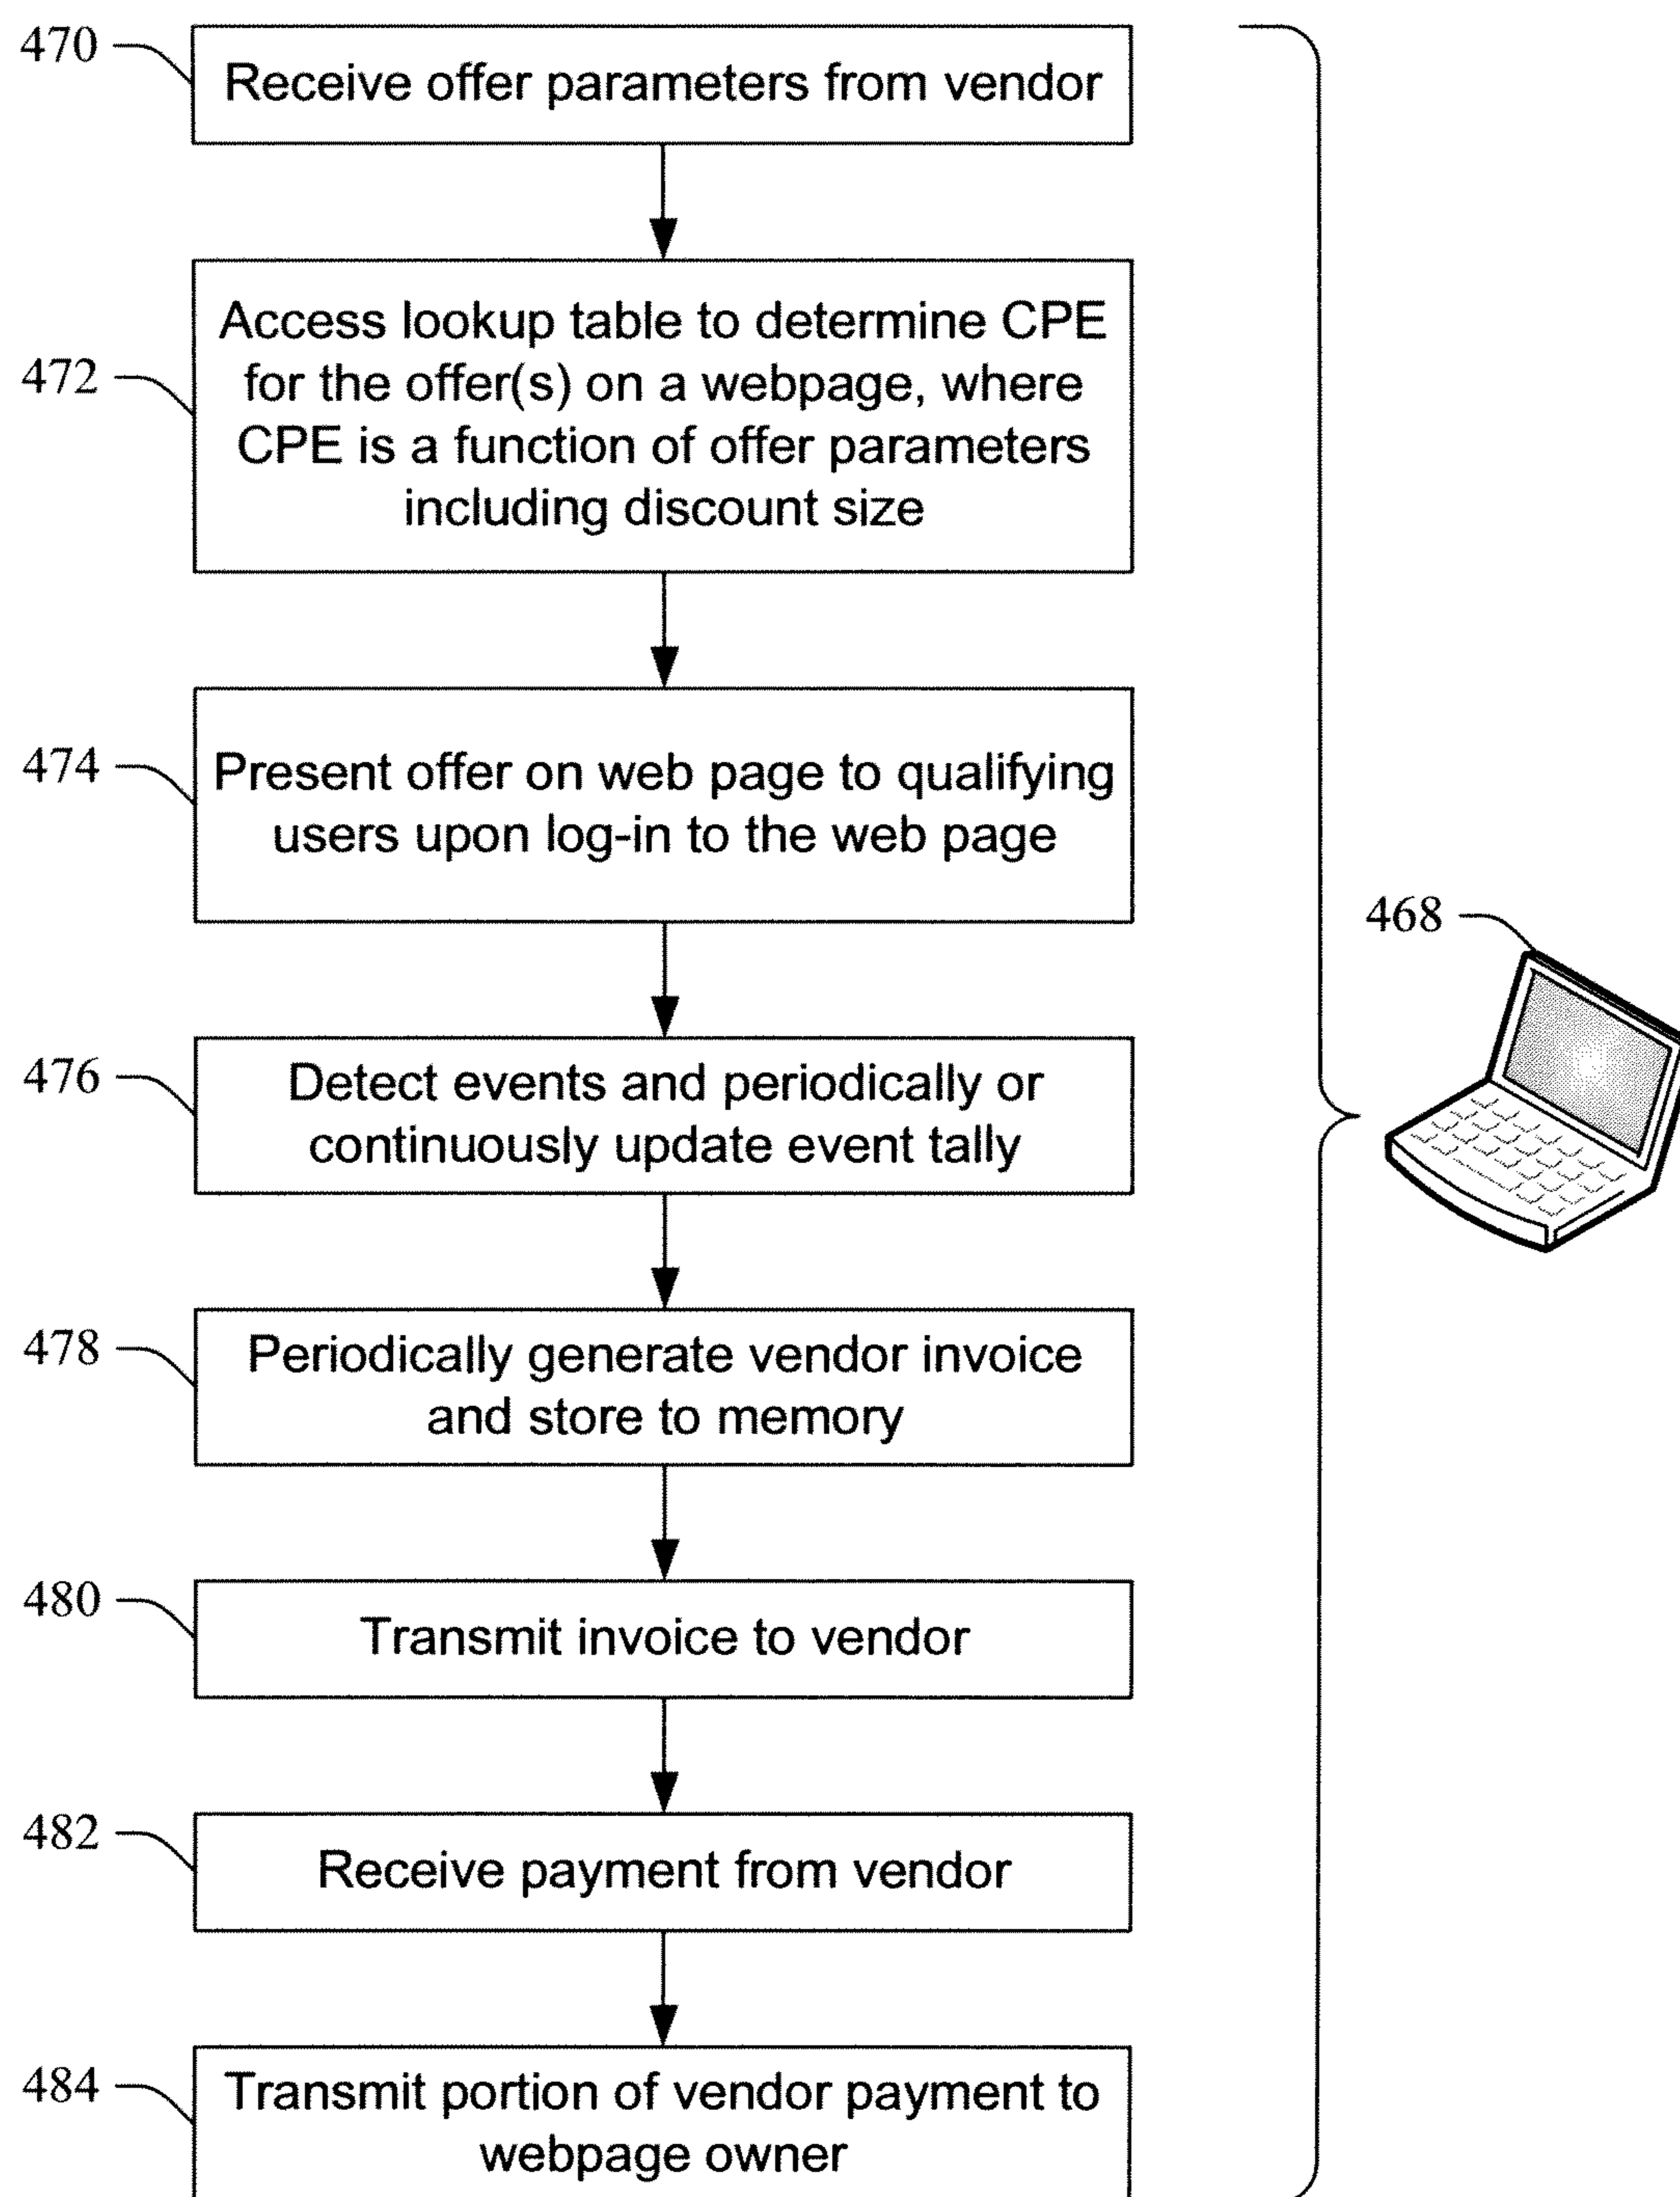 470
Receive offer parameters from vendor
Access lookup table to determine CPE
472
for the offer(s) on a webpage, where
CPE is a function of offer parameters
including discount size
474
Present offer on web page to qualifying
users upon log-in to the web page
468
476
Detect events and periodically or
continuously update event tally
478
Periodically generate vendor invoice
and store to memory
480
Transmit invoice to vendor
482
Receive payment from vendor
484
Transmit portion of vendor payment to
webpage owner